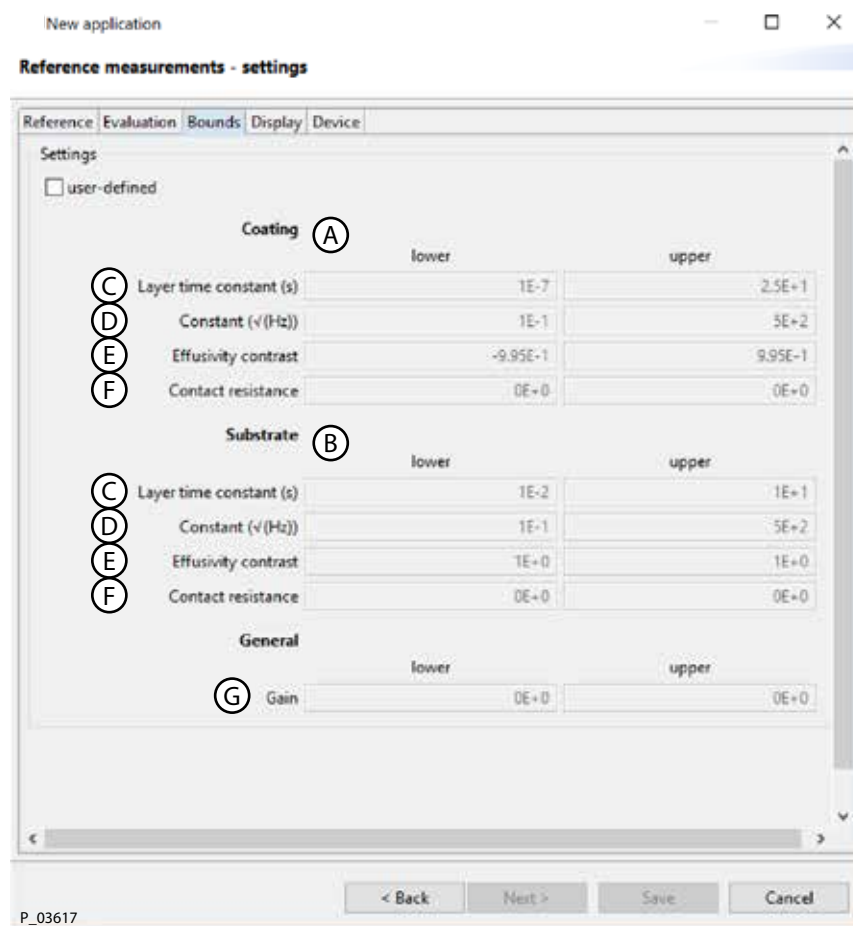 New application
Reference measurements - settings
Reference Evaluation Bounds Display Device
Settings
user-defined
Coating A
lower upper
C Layer time constant (s) 1E-7 2.5E+1
D Constant (√(Hz)) 1E-1 5E+2
E Effusivity contrast -9.95E-1 9.95E-1
F Contact resistance 0E+0 0E+0
Substrate B
lower upper
C Layer time constant (s) 1E-2 1E+1
D Constant (√(Hz)) 1E-1 5E+2
E Effusivity contrast 1E+0 1E+0
F Contact resistance 0E+0 0E+0
General
lower upper
G Gain 0E+0 0E+0
< Back Next > Save Cancel
P_03617